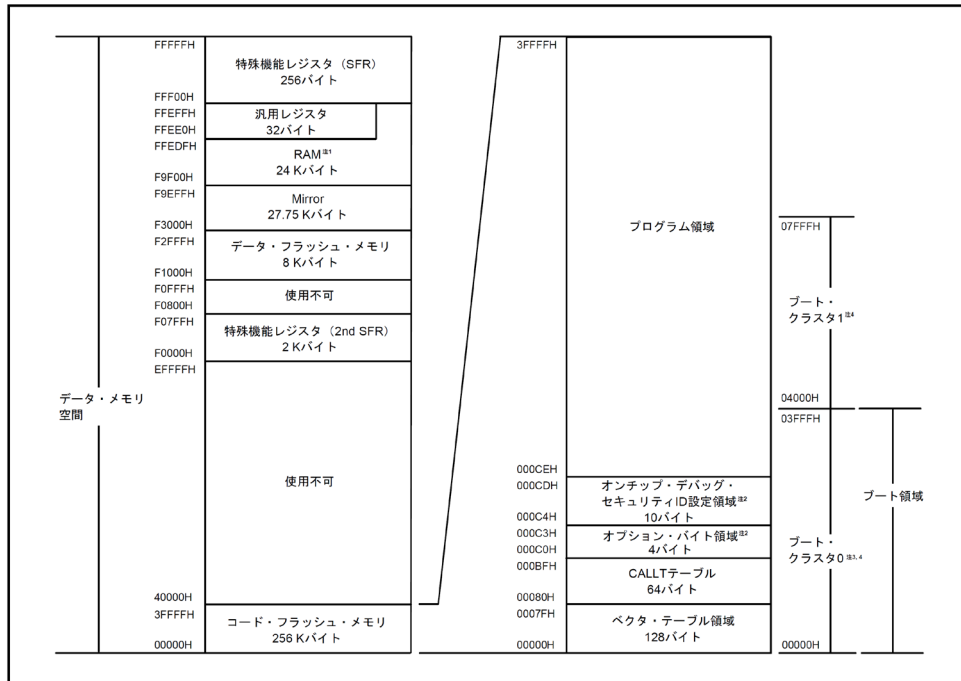 FFFFFH
特殊機能レジスタ (SFR)
256バイト
FFF00H
FFEFFH
汎用レジスタ
32バイト
FFEE0H
FFEDFH
RAM注1
24 Kバイト
F9F00H
F9EFFH
Mirror
27.75 Kバイト
F3000H
F2FFFH
データ・フラッシュ・メモリ
8 Kバイト
F1000H
F0FFFH
使用不可
F0800H
F07FFH
特殊機能レジスタ (2nd SFR)
2 Kバイト
F0000H
EFFFFH
データ・メモリ
空間
使用不可
40000H
3FFFFH
コード・フラッシュ・メモリ
256 Kバイト
00000H
3FFFFH
プログラム領域
000CEH
000CDH
オンチップ・デバッグ・
セキュリティID設定領域注2
10バイト
000C4H
000C3H
オプション・バイト領域注2
4バイト
000C0H
000BFH
CALLTテーブル
64バイト
00080H
0007FH
ベクタ・テーブル領域
128バイト
00000H
07FFFH
ブート・
クラスタ1注4
04000H
03FFFH
ブート・
クラスタ0注3, 4
00000H
ブート領域